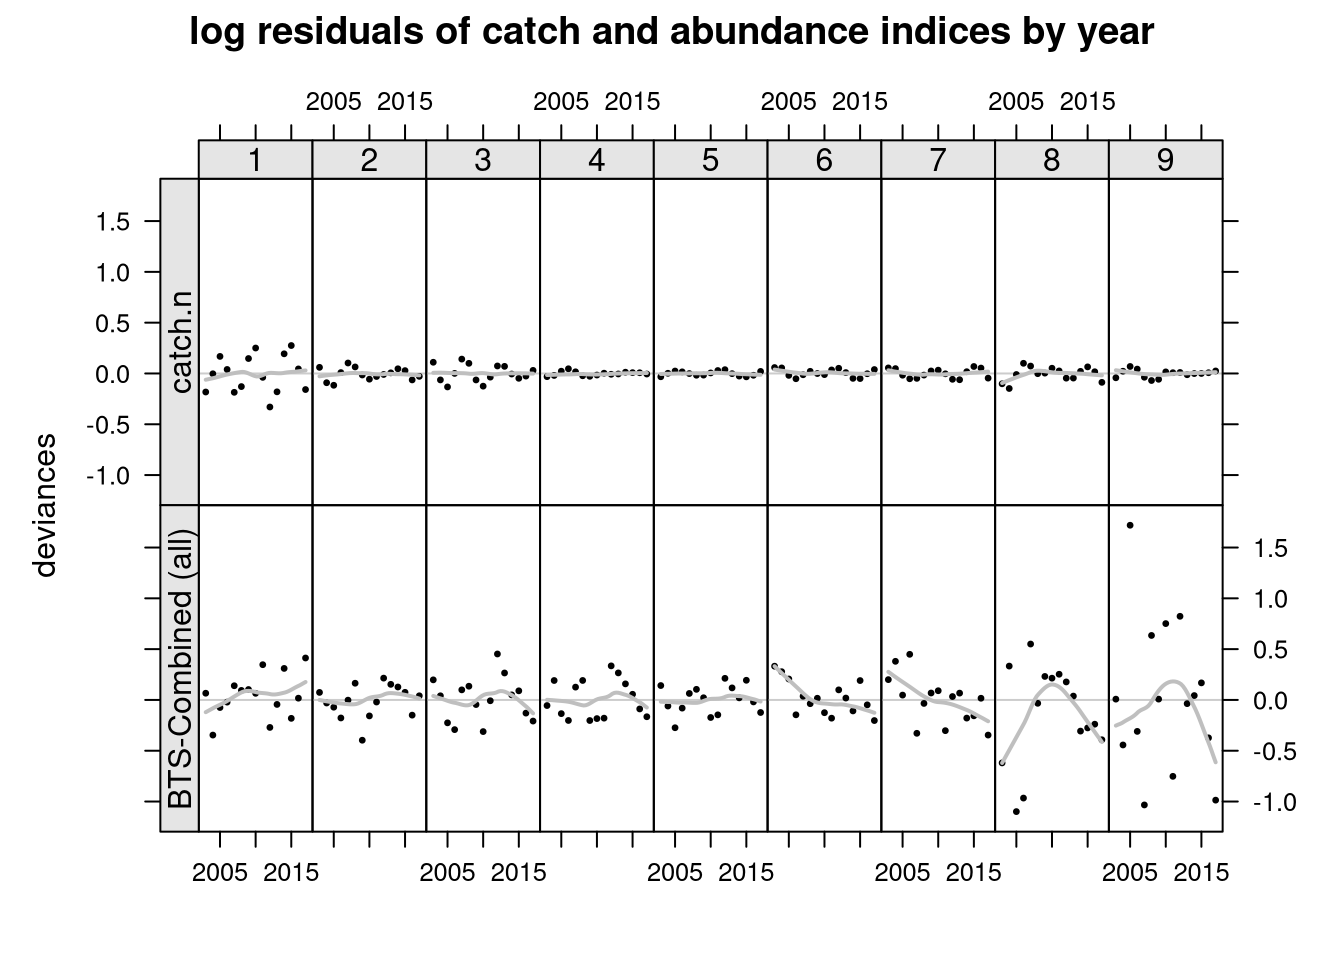 log residuals of catch and abundance indices by year
2005 2015 2005 2015 2005 2015 2005 2015
1 2 3 4 5 6 7 8 9
catch.n
1.5
1.0
0.5
0.0
-0.5
-1.0
deviances
BTS-Combined (all)
1.5
1.0
0.5
0.0
-0.5
-1.0
2005 2015 2005 2015 2005 2015 2005 2015 2005 2015